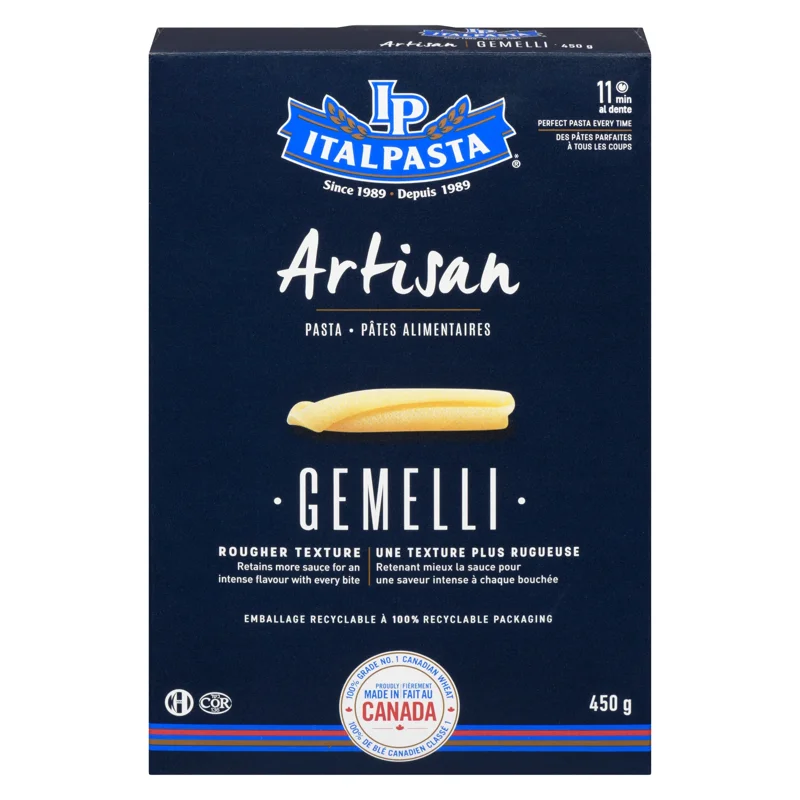 Artisan | GEMELLI • 450 g
IP
ITALPASTA
Since 1989 • Depuis 1989
11 min
al dente
PERFECT PASTA EVERY TIME
DES PÂTES PARFAITES
À TOUS LES COUPS
Artisan
PASTA • PÂTES ALIMENTAIRES
• GEMELLI •
ROUGHER TEXTURE
Retains more sauce for an
intense flavour with every bite
UNE TEXTURE PLUS RUGUEUSE
Retenant mieux la sauce pour
une saveur intense à chaque bouchée
EMBALLAGE RECYCLABLE À 100% RECYCLABLE PACKAGING
100% GRADE NO. 1 CANADIAN WHEAT
PROUDLY | FIÈREMENT
MADE IN | FAIT AU
CANADA
100% DE BLÉ CANADIEN CLASSÉ 1
H
COR
450 g